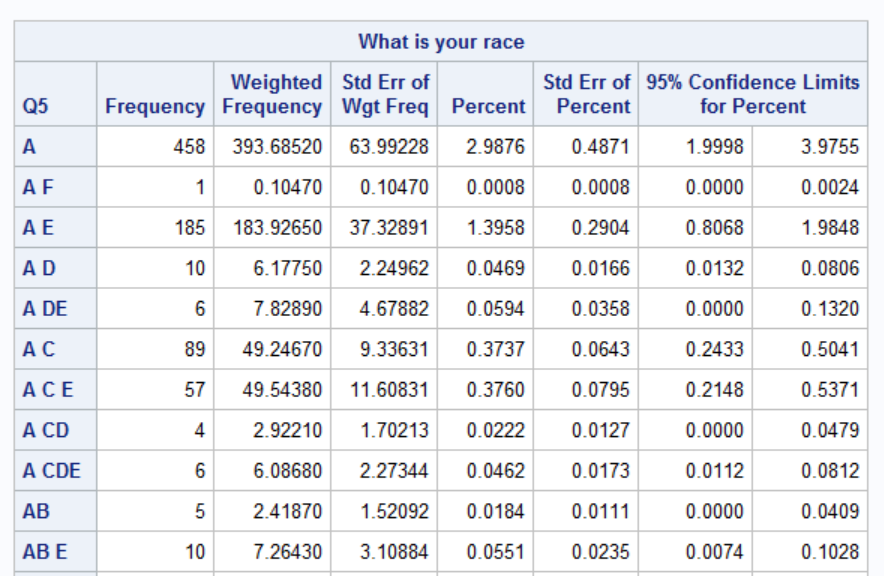 What is your race
Q5 Frequency Weighted Frequency Std Err of Wgt Freq Percent Std Err of Percent 95% Confidence Limits for Percent
A 458 393.68520 63.99228 2.9876 0.4871 1.9998 3.9755
A F 1 0.10470 0.10470 0.0008 0.0008 0.0000 0.0024
A E 185 183.92650 37.32891 1.3958 0.2904 0.8068 1.9848
A D 10 6.17750 2.24962 0.0469 0.0166 0.0132 0.0806
A DE 6 7.82890 4.67882 0.0594 0.0358 0.0000 0.1320
A C 89 49.24670 9.33631 0.3737 0.0643 0.2433 0.5041
A C E 57 49.54380 11.60831 0.3760 0.0795 0.2148 0.5371
A CD 4 2.92210 1.70213 0.0222 0.0127 0.0000 0.0479
A CDE 6 6.08680 2.27344 0.0462 0.0173 0.0112 0.0812
AB 5 2.41870 1.52092 0.0184 0.0111 0.0000 0.0409
AB E 10 7.26430 3.10884 0.0551 0.0235 0.0074 0.1028